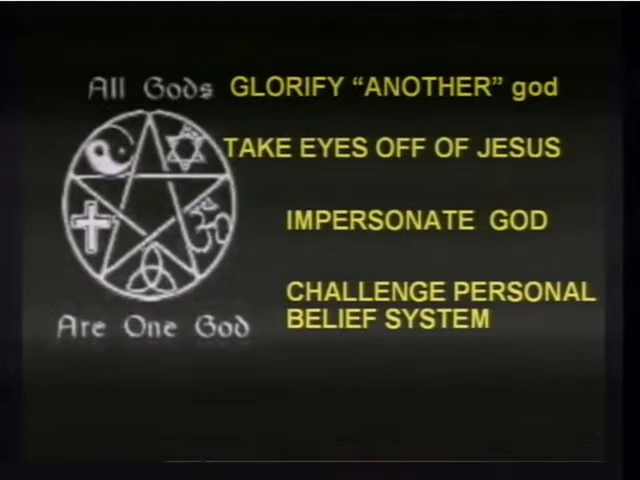 All Gods
GLORIFY “ANOTHER” god
TAKE EYES OFF OF JESUS
IMPERSONATE GOD
CHALLENGE PERSONAL
BELIEF SYSTEM
Are One God